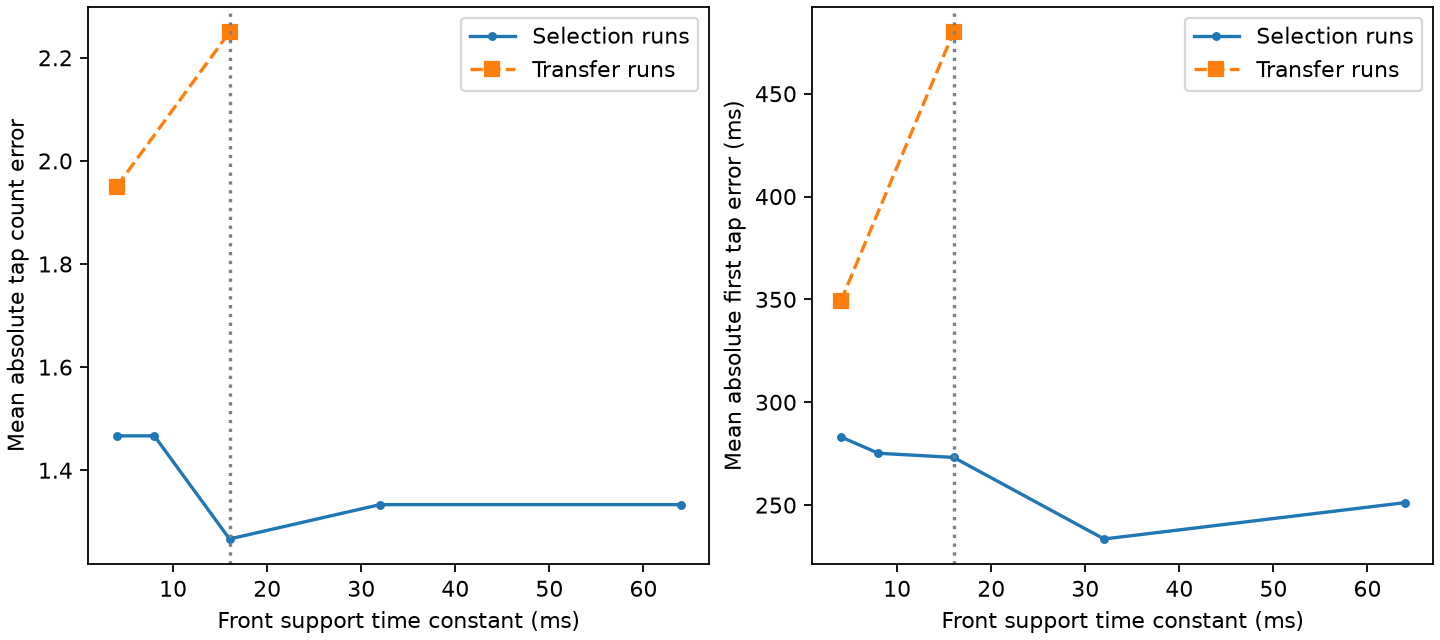 Mean absolute tap count error
2.2
2.0
1.8
1.6
1.4
Selection runs
Transfer runs
10 20 30 40 50 60
Front support time constant (ms)
Mean absolute first tap error (ms)
450
400
350
300
250
Selection runs
Transfer runs
10 20 30 40 50 60
Front support time constant (ms)